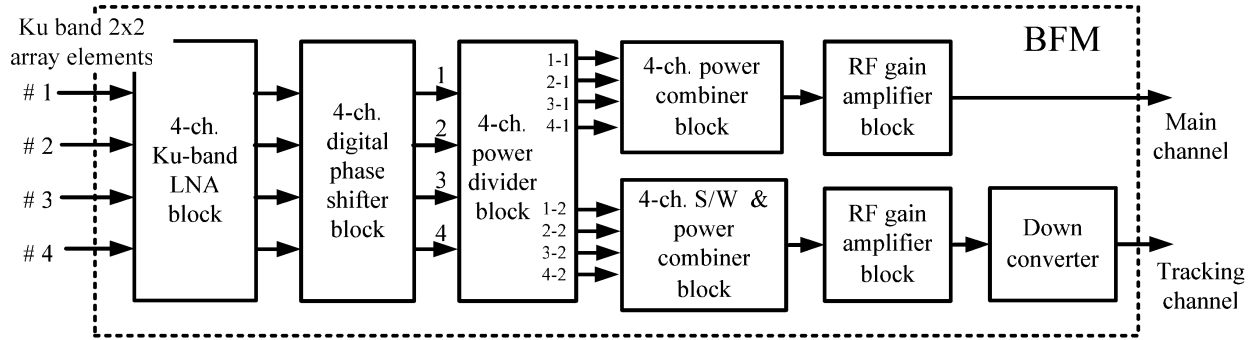 Ku band 2x2
array elements
# 1
# 2
# 3
# 4
4-ch.
Ku-band
LNA
block
4-ch.
digital
phase
shifter
block
1
2
3
4
4-ch.
power
divider
block
1-1
2-1
3-1
4-1
1-2
2-2
3-2
4-2
4-ch. power
combiner
block
4-ch. S/W &
power
combiner
block
RF gain
amplifier
block
RF gain
amplifier
block
Down
converter
BFM
Main
channel
Tracking
channel